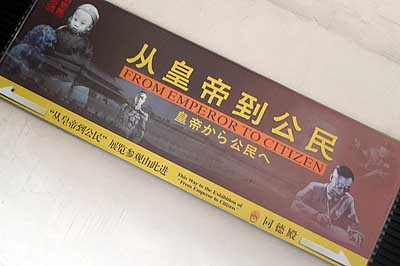 从皇帝到公民
FROM EMPEROR TO CITIZEN
皇帝から公民へ
“从皇帝到公民”展览参观由此进
This Way to the Exhibition of
"From Emperor to Citizen"
同德殿